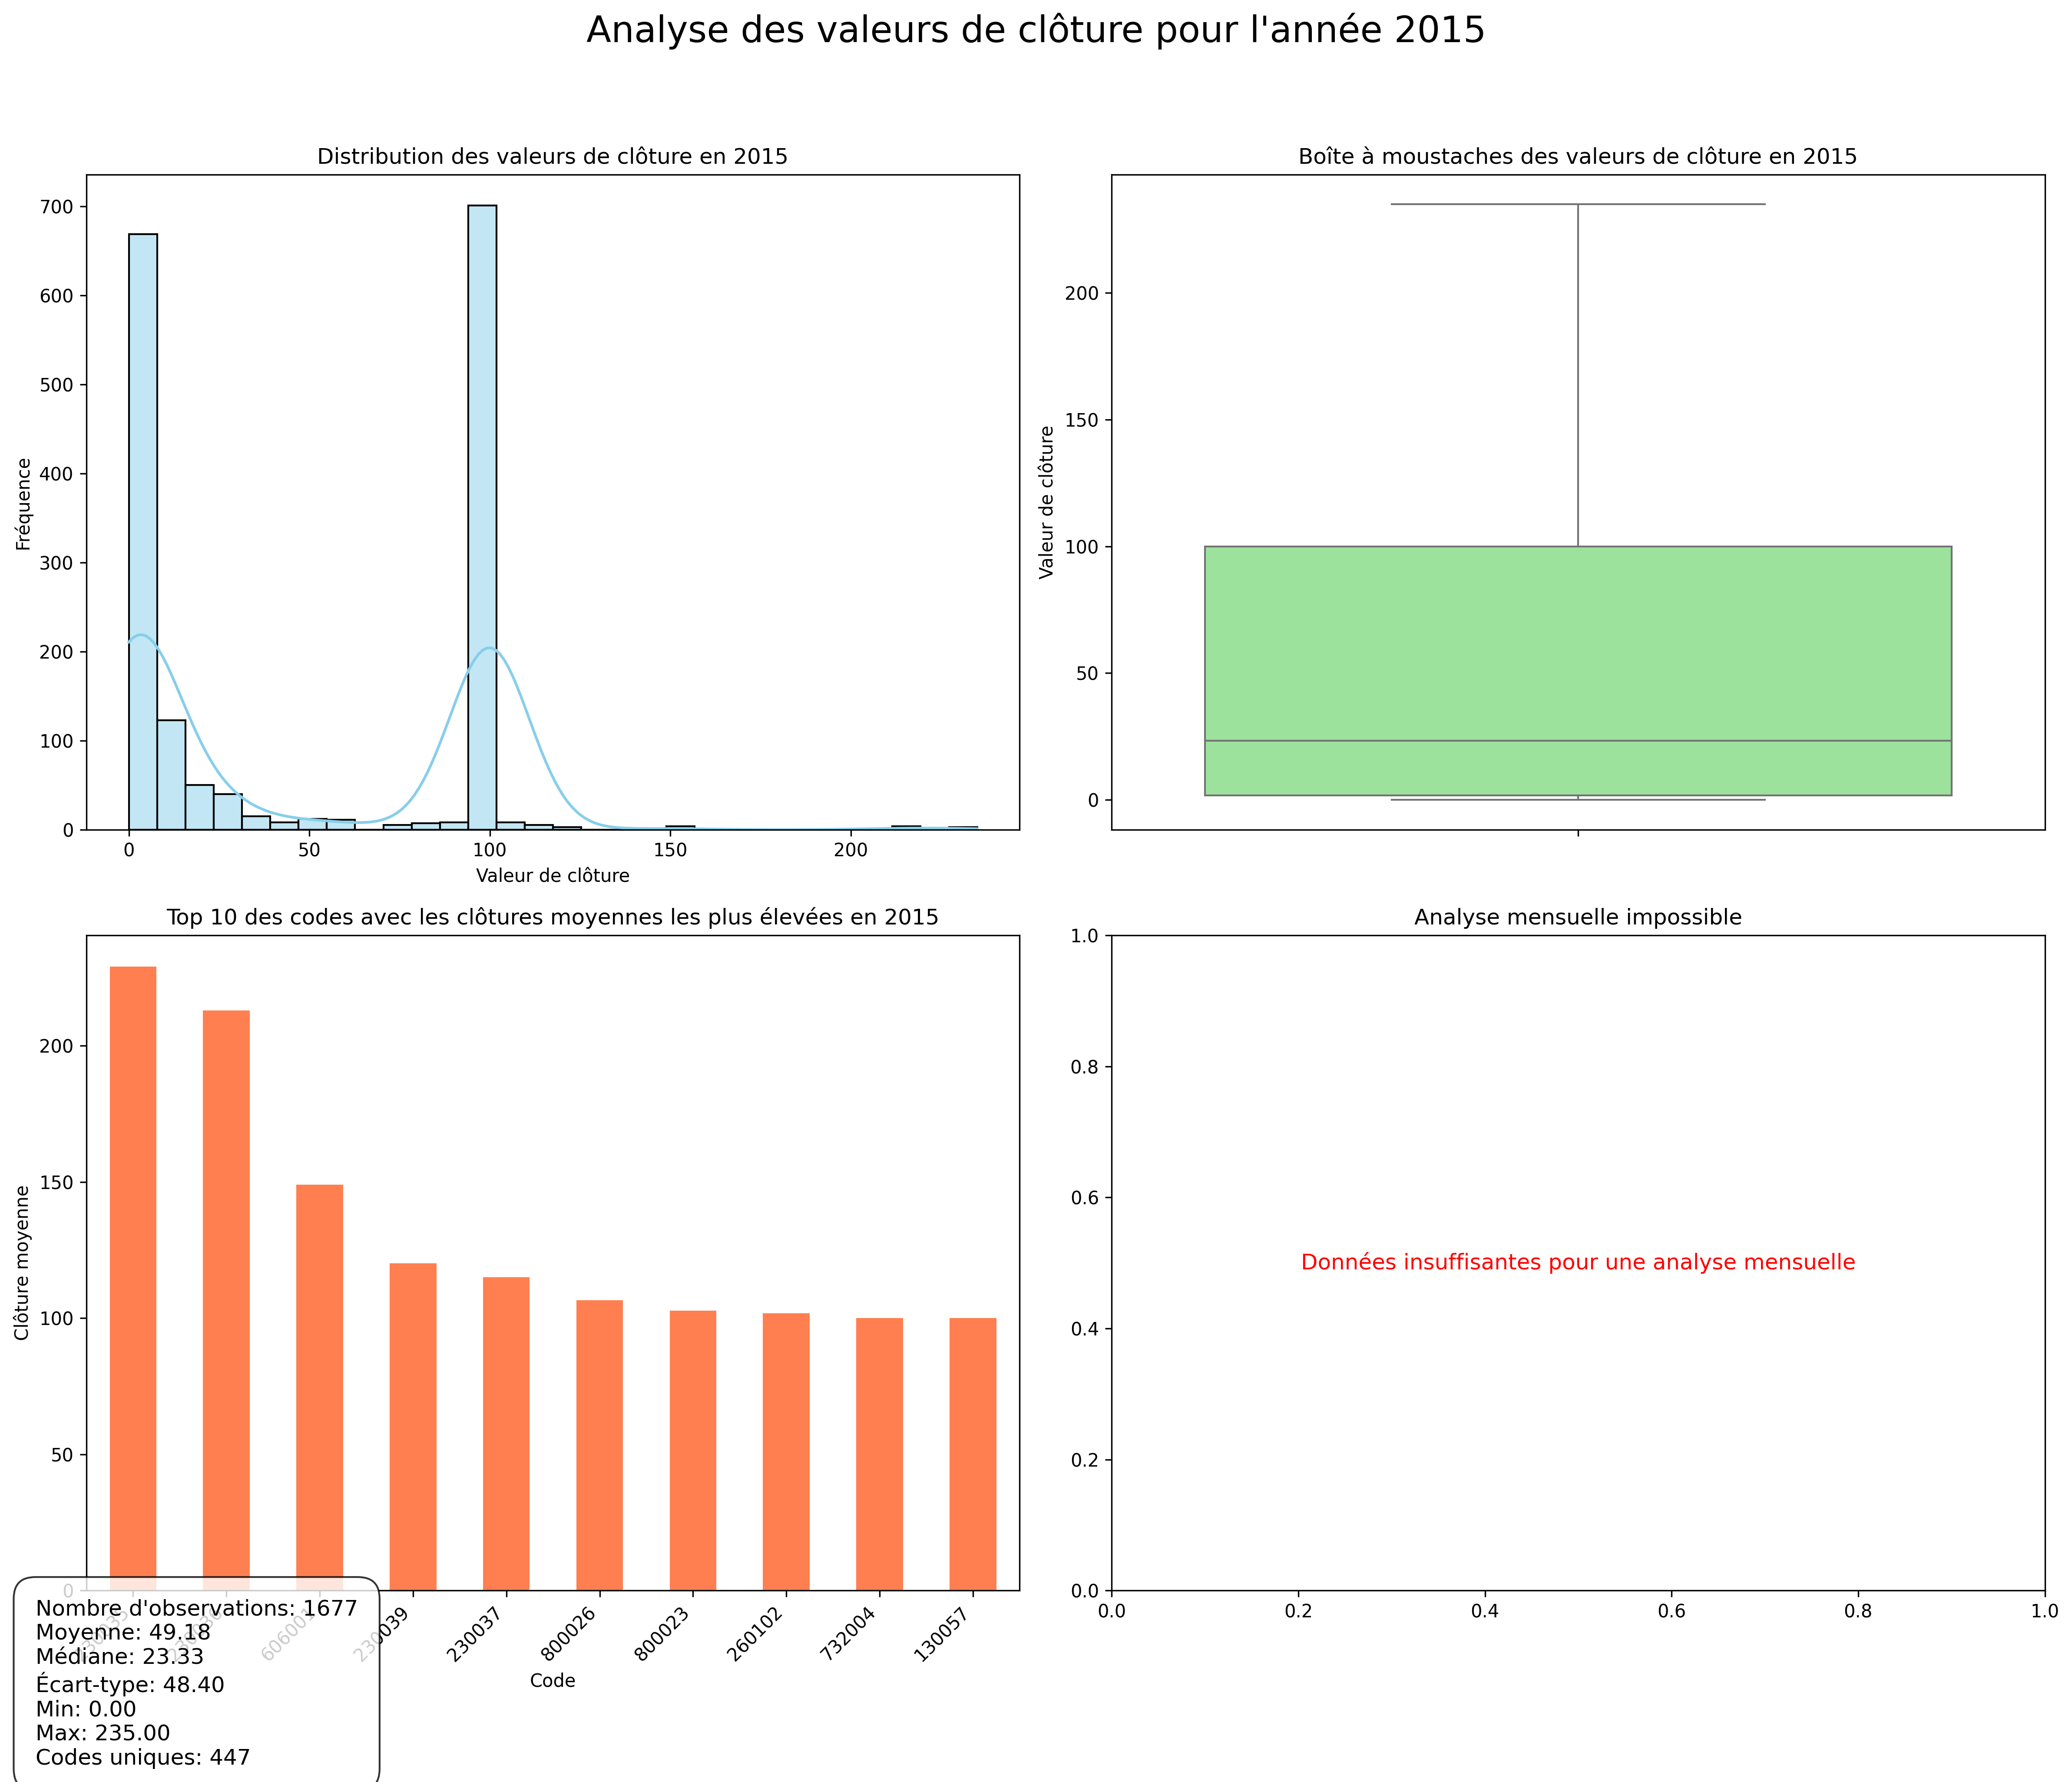 Analyse des valeurs de clôture pour l'année 2015
Distribution des valeurs de clôture en 2015
700
600
500
400
300
200
100
0
Fréquence
0 50 100 150 200
Valeur de clôture
Boîte à moustaches des valeurs de clôture en 2015
200
150
100
50
0
Valeur de clôture
Top 10 des codes avec les clôtures moyennes les plus élevées en 2015
200
150
100
50
0
Clôture moyenne
230039 230037 800026 800023 260102 732004 130057
Code
Analyse mensuelle impossible
1.0
0.8
0.6
0.4
0.2
0.0
Données insuffisantes pour une analyse mensuelle
0.0 0.2 0.4 0.6 0.8 1.0
Nombre d'observations: 1677
Moyenne: 49.18
Médiane: 23.33
Écart-type: 48.40
Min: 0.00
Max: 235.00
Codes uniques: 447